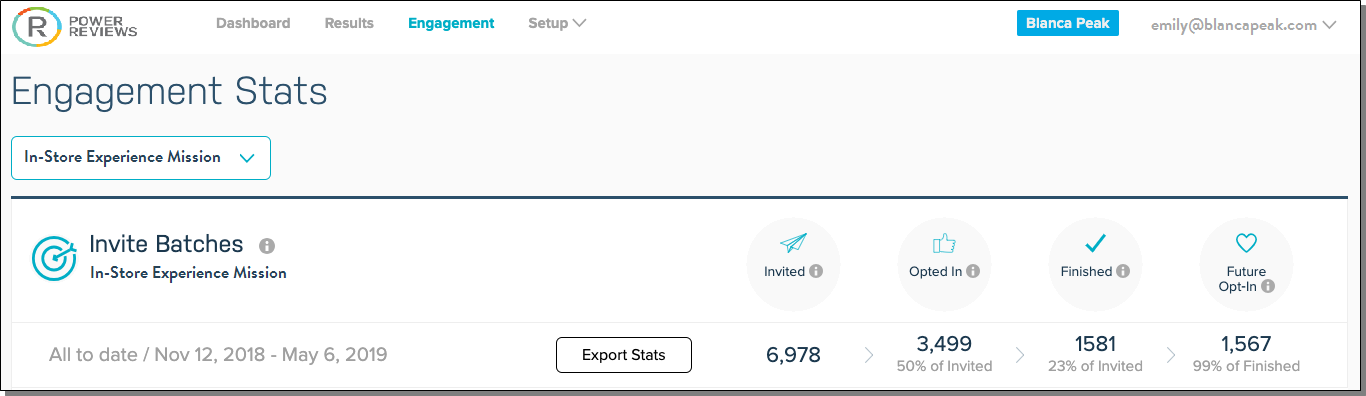 R POWER REVIEWS
Dashboard Results Engagement Setup Blanca Peak emily@blancapeak.com
Engagement Stats
In-Store Experience Mission
Invite Batches i
In-Store Experience Mission
Invited i
Opted In i
Finished i
Future
Opt-In i
All to date / Nov 12, 2018 - May 6, 2019
Export Stats
6,978
3,499
50% of Invited
1581
23% of Invited
1,567
99% of Finished